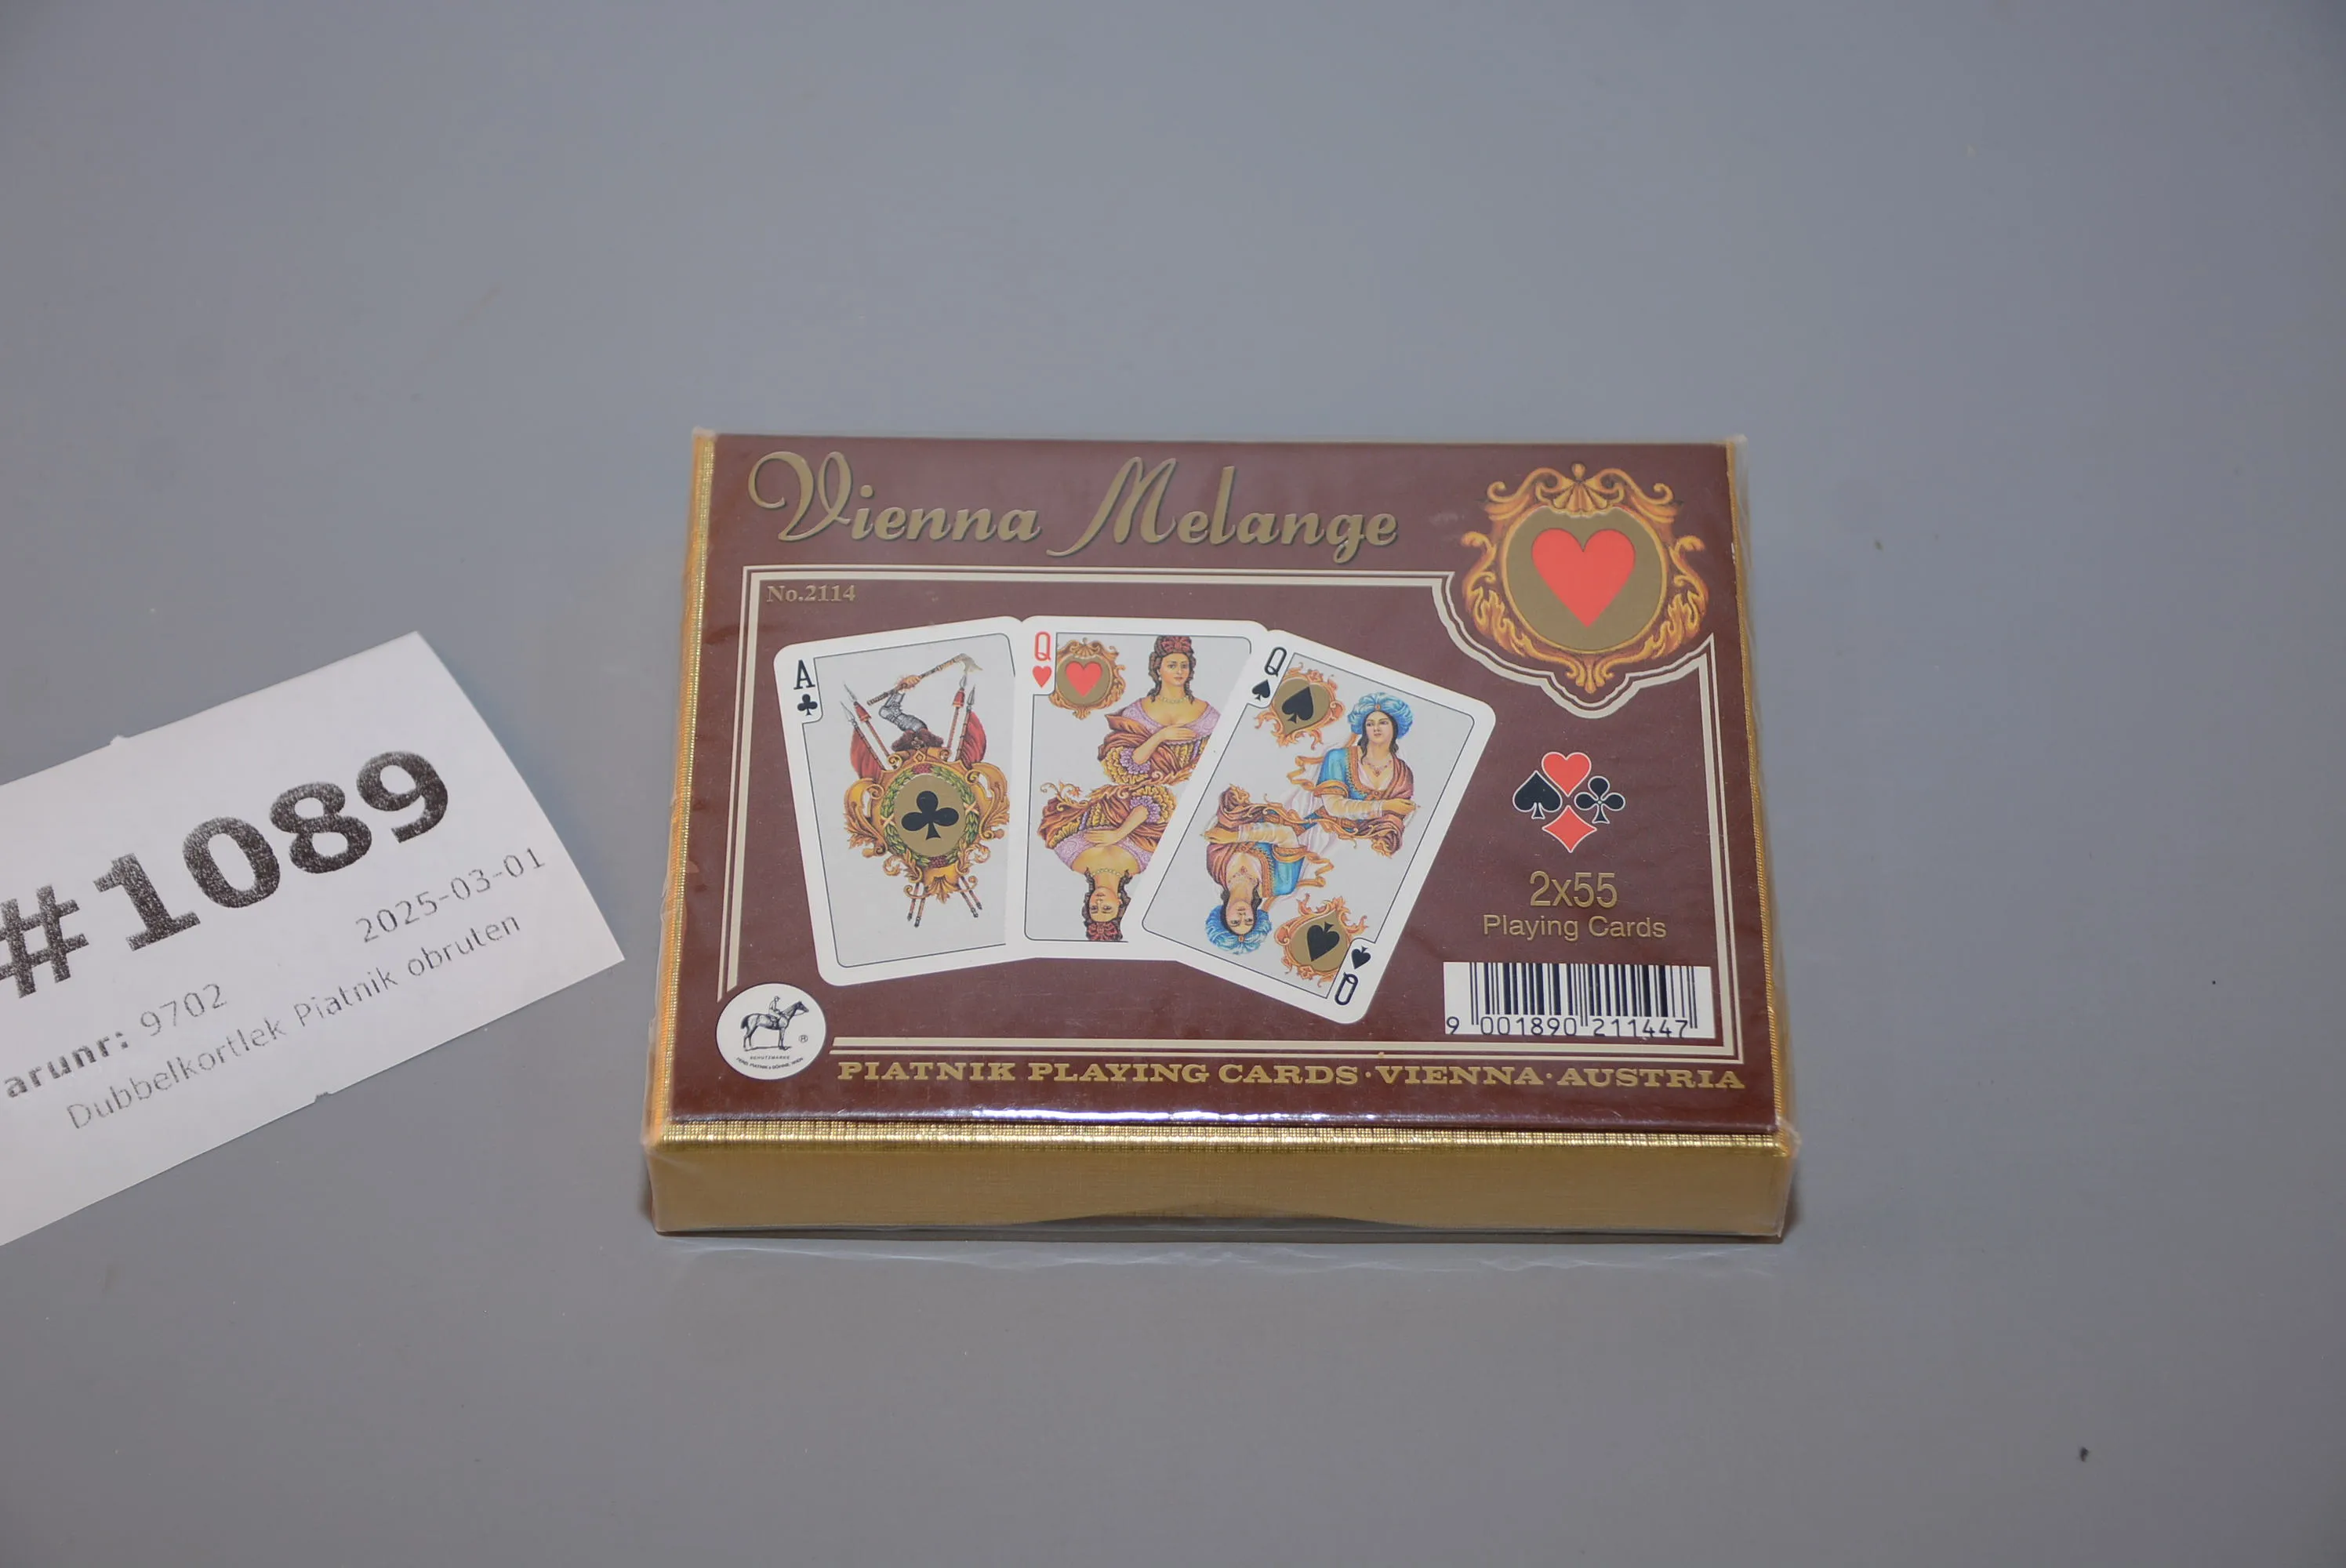 #1089
2025-03-01
arunr: 9702
Dubbelkortlek Piatnik obruten
Vienna Melange
No.2114
A
Q
Q
Q
2x55
Playing Cards
9 001890 211447
SCHUTZMARKE
®
PIATNIK PLAYING CARDS·VIENNA·AUSTRIA